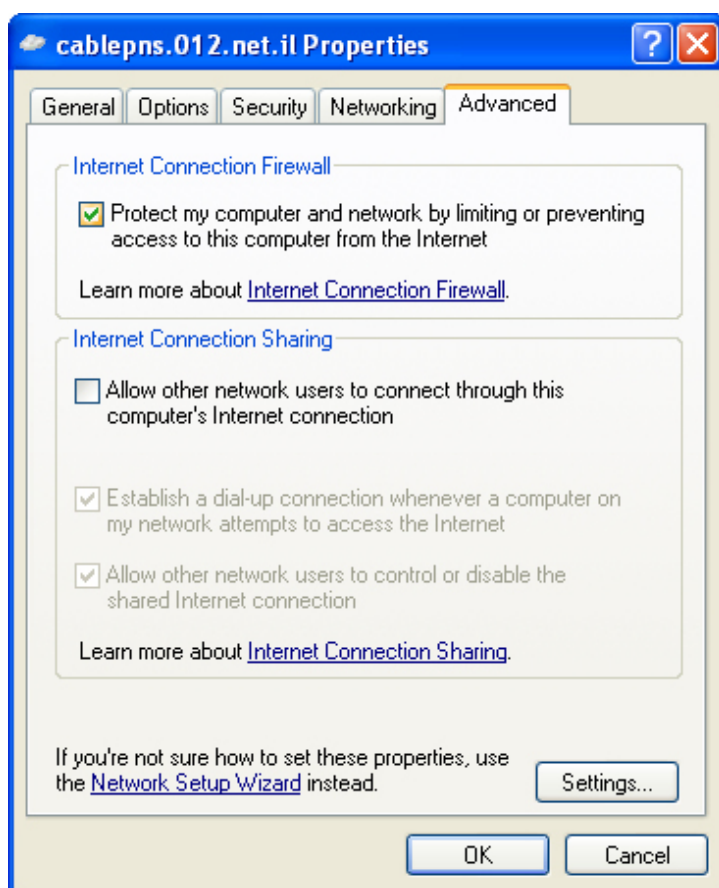 cablepns.012.net.il Properties
General Options Security Networking Advanced
Internet Connection Firewall
Protect my computer and network by limiting or preventing
access to this computer from the Internet
Learn more about Internet Connection Firewall.
Internet Connection Sharing
Allow other network users to connect through this
computer's Internet connection
Establish a dial-up connection whenever a computer on
my network attempts to access the Internet
Allow other network users to control or disable the
shared Internet connection
Learn more about Internet Connection Sharing.
If you're not sure how to set these properties, use
the Network Setup Wizard instead.
Settings...
OK Cancel